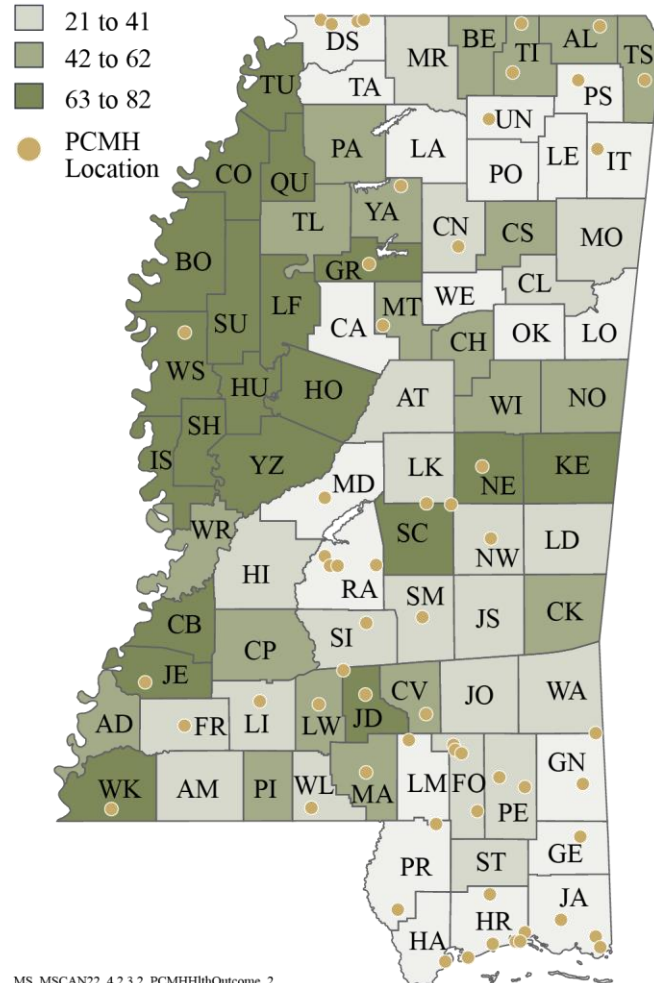 21 to 41
42 to 62
63 to 82
PCMH
Location
DS
MR
BE
TI
AL
TS
TU
TA
PS
UN
PA
LA
LE
IT
CO
QU
PO
TL
YA
CN
CS
MO
BO
GR
SU
LF
MT
WE
CL
CA
CH
OK
LO
WS
HU
HO
AT
WI
NO
SH
IS
YZ
LK
NE
KE
MD
WR
SC
NW
LD
HI
RA
SM
JS
CK
CB
CP
SI
JE
AD
FR
LI
LW
JD
CV
JO
WA
WK
AM
PI
WL
MA
LM
FO
PE
GN
PR
ST
GE
HA
HR
JA
MS_MSCAN22_4.2.3.2_PCMHHlthOutcome_2